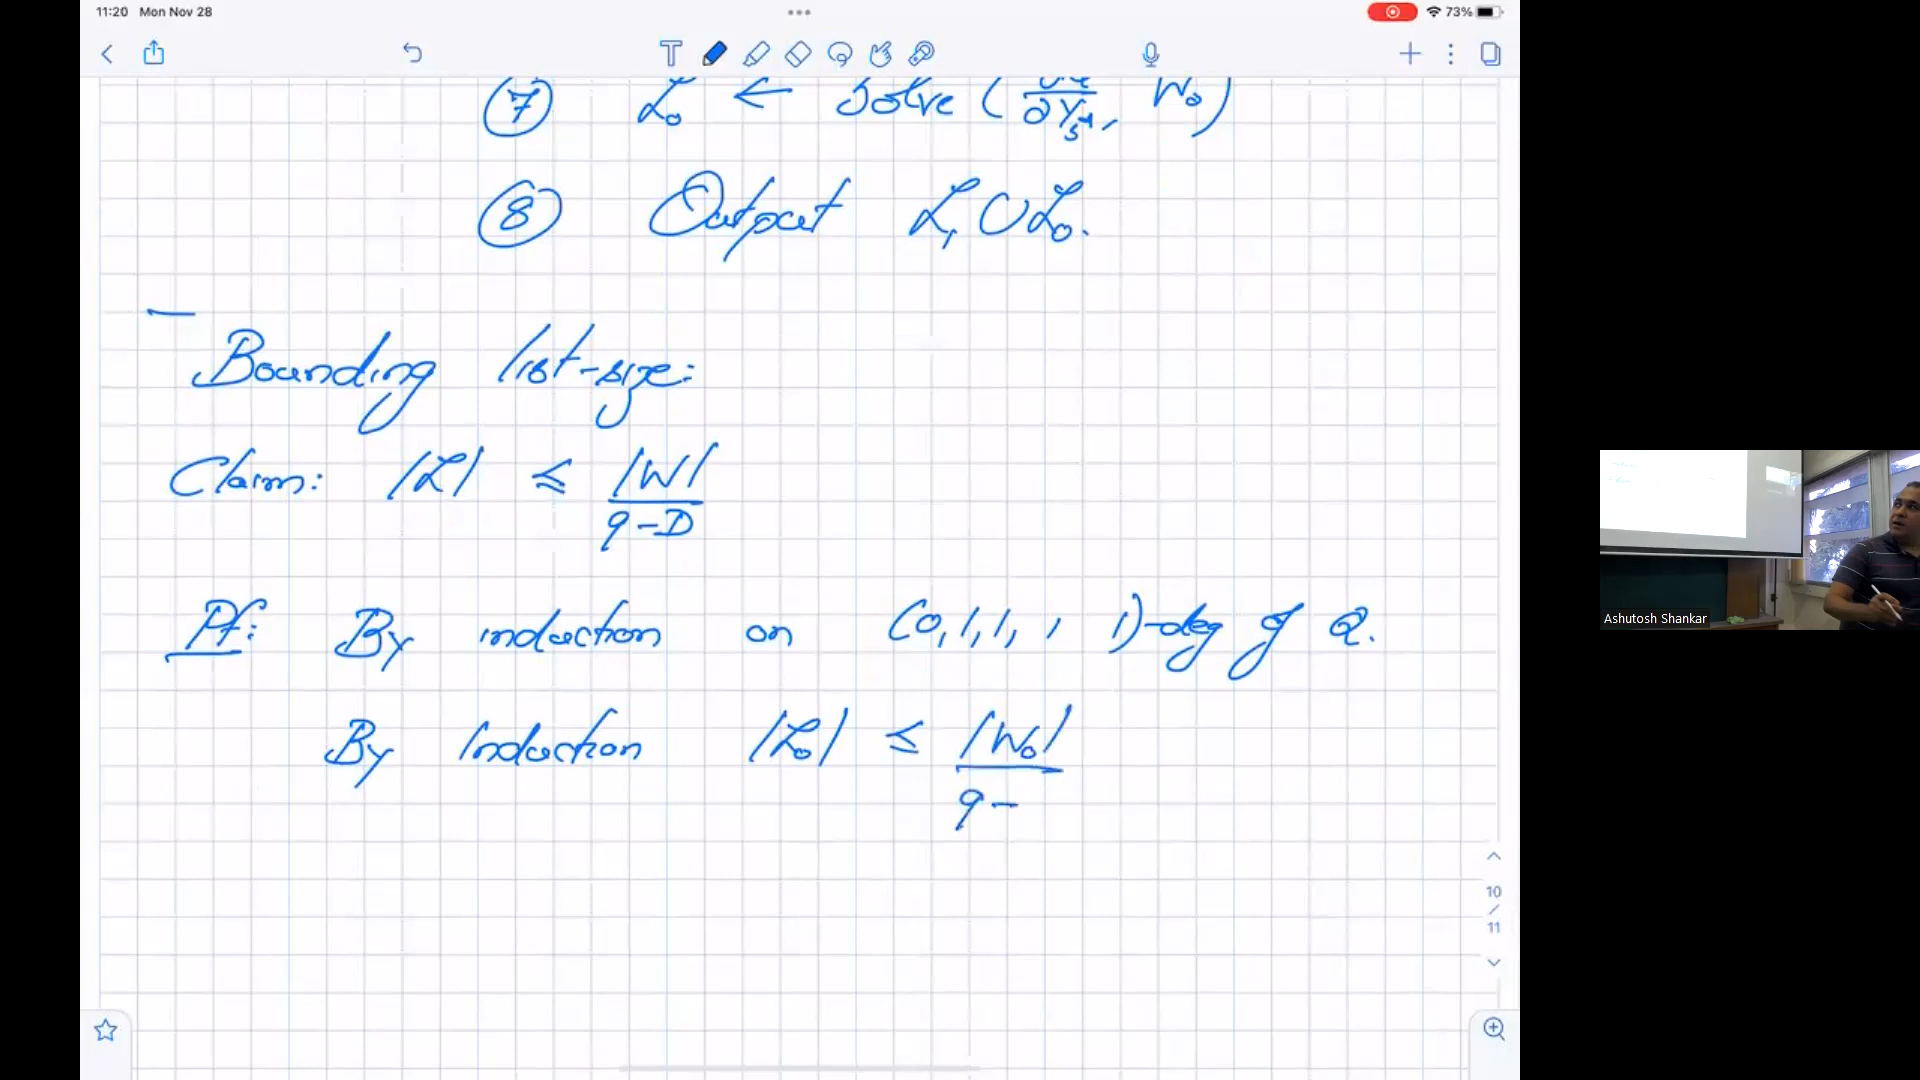 11:20 Mon Nov 28
73%
⑦ ℒ₀ ← Solve ( ∂Yₛ₋₁, W₀ )
⑧ Output ℒ₁ ∪ ℒ₀.
Bounding list-size:
Claim: |ℒ| ≤ |W| / q-D
Pf: By induction on (0,1,1, , 1)-deg of Q.
By Induction |ℒ₀| ≤ |W₀| / q-
10
/
11
Ashutosh Shankar